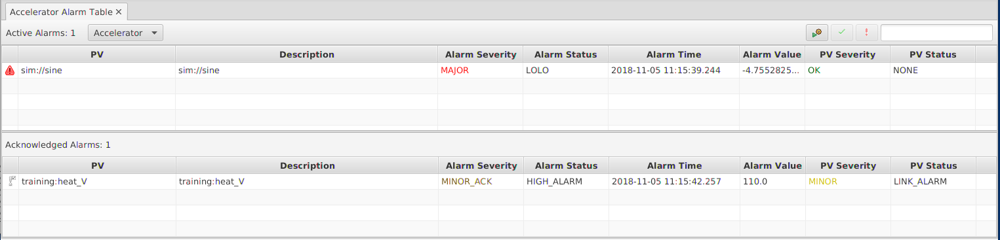 Accelerator Alarm Table
Active Alarms: 1 Accelerator
PV Description Alarm Severity Alarm Status Alarm Time Alarm Value PV Severity PV Status
sim://sine sim://sine MAJOR LOLO 2018-11-05 11:15:39.244 -4.7552825... OK NONE
Acknowledged Alarms: 1
PV Description Alarm Severity Alarm Status Alarm Time Alarm Value PV Severity PV Status
training:heat_V training:heat_V MINOR_ACK HIGH_ALARM 2018-11-05 11:15:42.257 110.0 MINOR LINK_ALARM